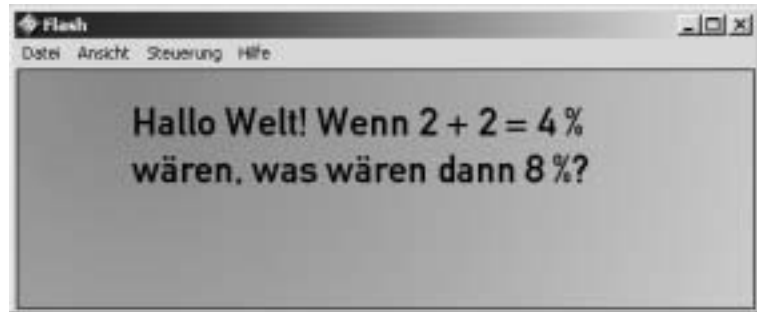 Flash
Datei Ansicht Steuerung Hilfe
Hallo Welt! Wenn 2 + 2 = 4 %
wären, was wären dann 8 %?